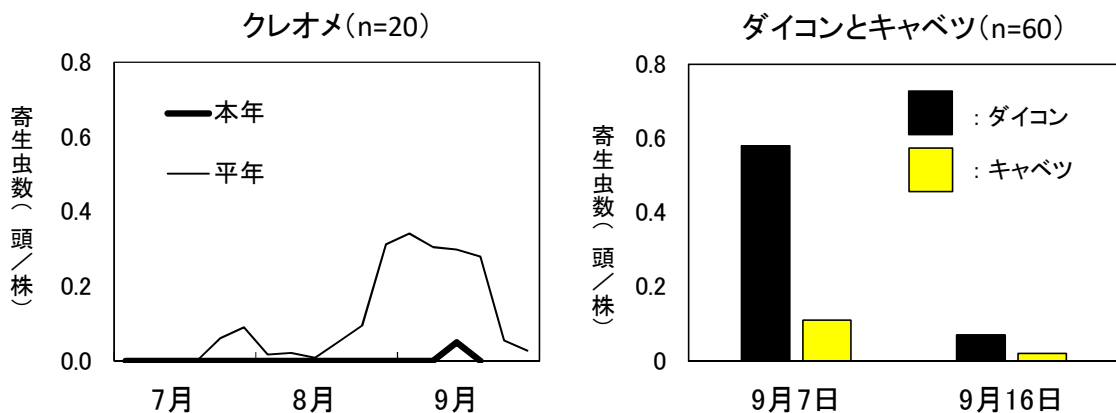 クレオメ(n=20)
寄生虫数(頭/株)
0.8
0.6
0.4
0.2
0.0
本年
平年
7月
8月
9月
ダイコンとキャベツ(n=60)
寄生虫数(頭/株)
0.8
0.6
0.4
0.2
0
：ダイコン
：キャベツ
9月7日
9月16日